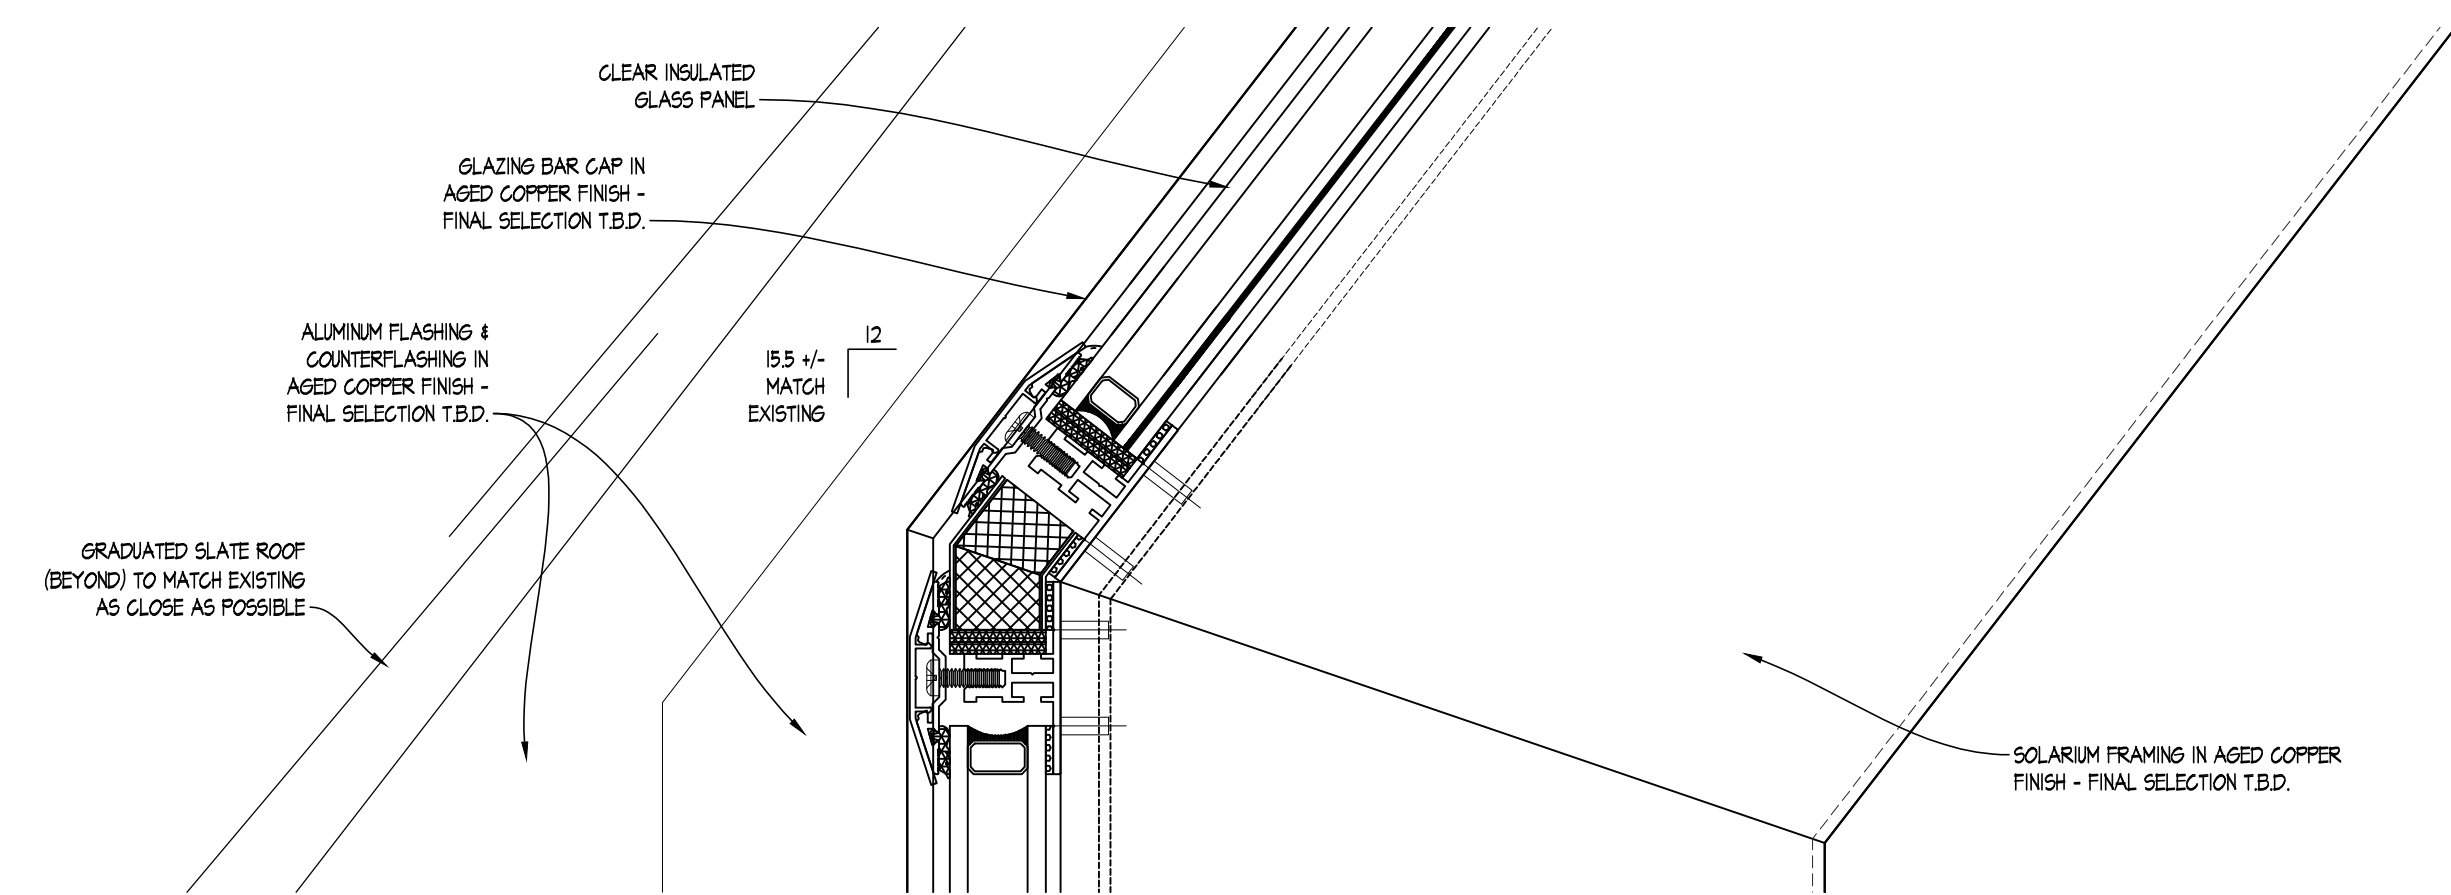 CLEAR INSULATED
GLASS PANEL
GLAZING BAR CAP IN
AGED COPPER FINISH -
FINAL SELECTION T.B.D.
ALUMINUM FLASHING &
COUNTERFLASHING IN
AGED COPPER FINISH -
FINAL SELECTION T.B.D.
12
15.5 +/-
MATCH
EXISTING
GRADUATED SLATE ROOF
(BEYOND) TO MATCH EXISTING
AS CLOSE AS POSSIBLE
SOLARIUM FRAMING IN AGED COPPER
FINISH - FINAL SELECTION T.B.D.